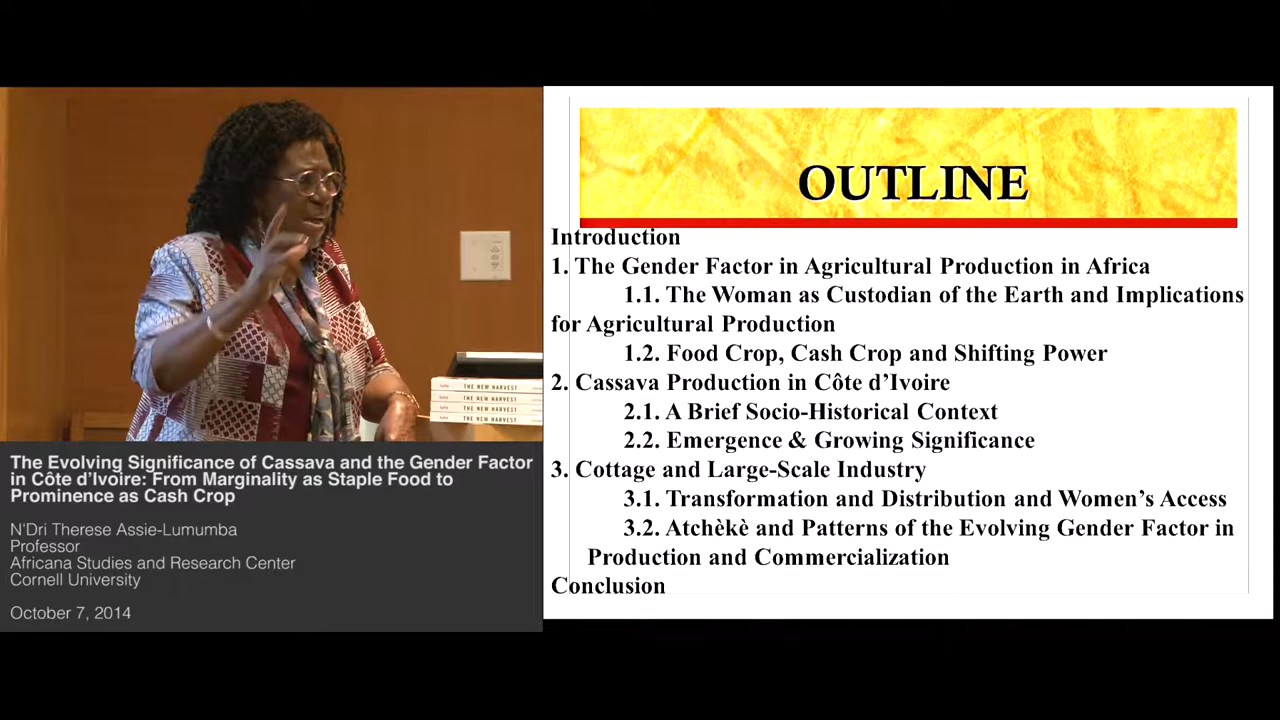 THE NEW HARVEST
THE NEW HARVEST
THE NEW HARVEST
THE NEW HARVEST
The Evolving Significance of Cassava and the Gender Factor
in Côte d’Ivoire: From Marginality as Staple Food to
Prominence as Cash Crop
N'Dri Therese Assie-Lumumba
Professor
Africana Studies and Research Center
Cornell University
October 7, 2014
OUTLINE
Introduction
1. The Gender Factor in Agricultural Production in Africa
1.1. The Woman as Custodian of the Earth and Implications
for Agricultural Production
1.2. Food Crop, Cash Crop and Shifting Power
2. Cassava Production in Côte d’Ivoire
2.1. A Brief Socio-Historical Context
2.2. Emergence & Growing Significance
3. Cottage and Large-Scale Industry
3.1. Transformation and Distribution and Women’s Access
3.2. Atchèkè and Patterns of the Evolving Gender Factor in
Production and Commercialization
Conclusion